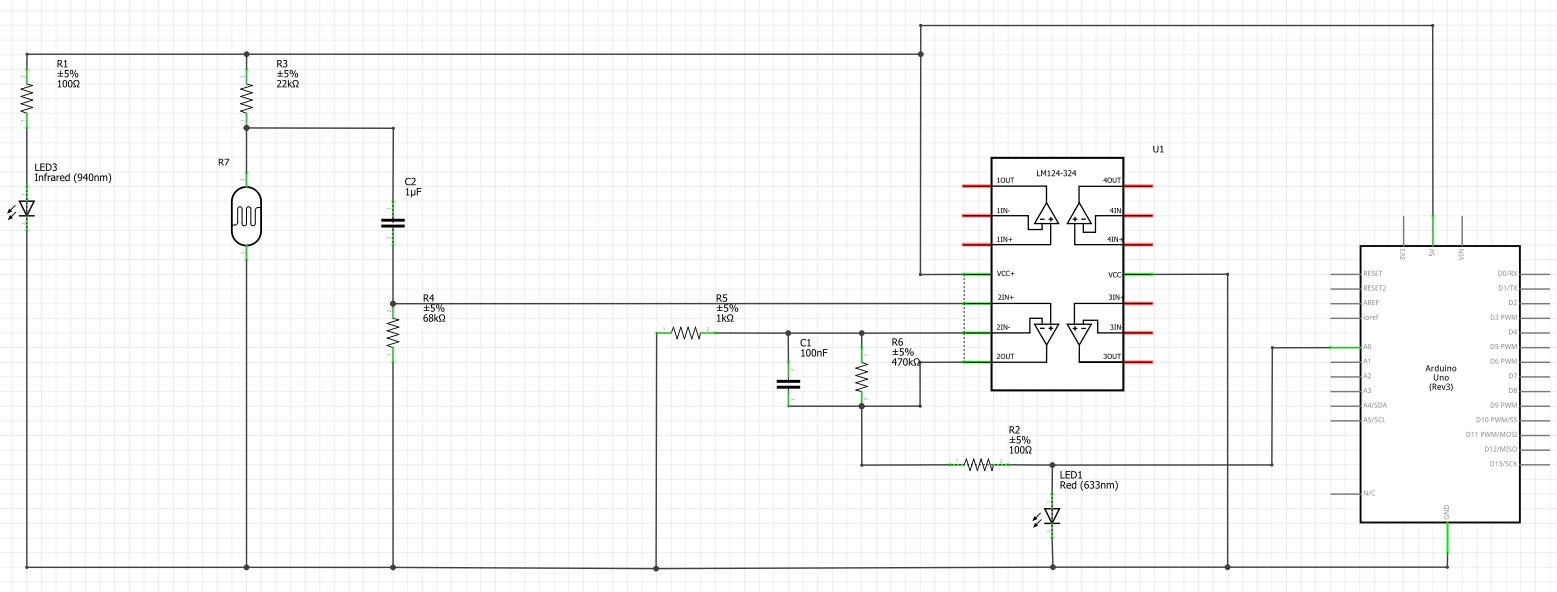 R1
±5%
100Ω
R3
±5%
22kΩ
LED3
Infrared (940nm)
R7
C2
1µF
R4
±5%
68kΩ
R5
±5%
1kΩ
C1
100nF
R6
±5%
470kΩ
U1
LM124-324
1OUT
1IN-
1IN+
VCC+
2IN+
2IN-
2OUT
4OUT
4IN
4IN+
VCC
3IN+
3IN-
3OUT
R2
±5%
100Ω
LED1
Red (633nm)
3V3
5V
VIN
RESET
RESET2
AREF
ioref
A0
A1
A2
A3
A4/SDA
A5/SCL
N/C
D0/RX
D1/TX
D2
D3 PWM
D4
D5 PWM
D6 PWM
D7
D8
D9 PWM
D10 PWM/SS
D11 PWM/MOSI
D12/MISO
D13/SCK
Arduino
Uno
(Rev3)
GND